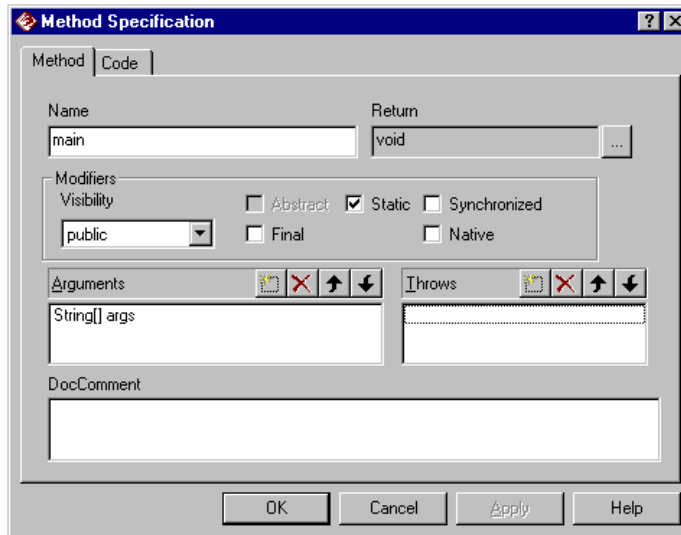 Method Specification
Method Code
Name Return
main void ...
Modifiers
Visibility
Abstract Static Synchronized
public Final Native
Arguments Throws
String[] args
DocComment
OK Cancel Apply Help